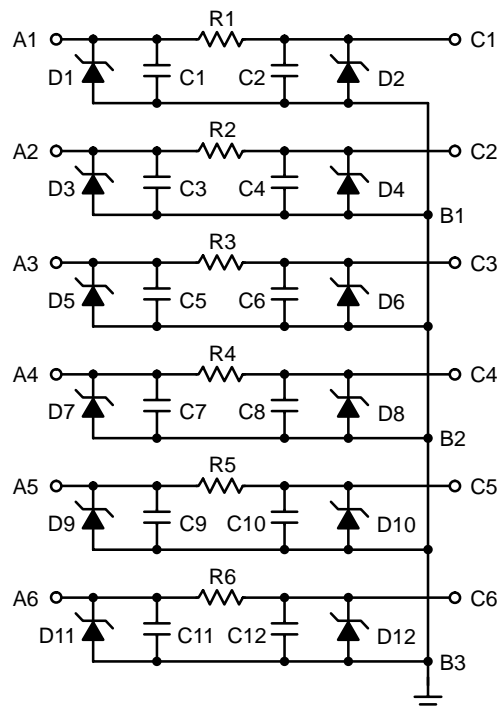 R1
A1 C1
D1 C1 C2 D2
R2
A2 C2
D3 C3 C4 D4
B1
R3
A3 C3
D5 C5 C6 D6
R4
A4 C4
D7 C7 C8 D8
B2
R5
A5 C5
D9 C9 C10 D10
R6
A6 C6
D11 C11 C12 D12
B3